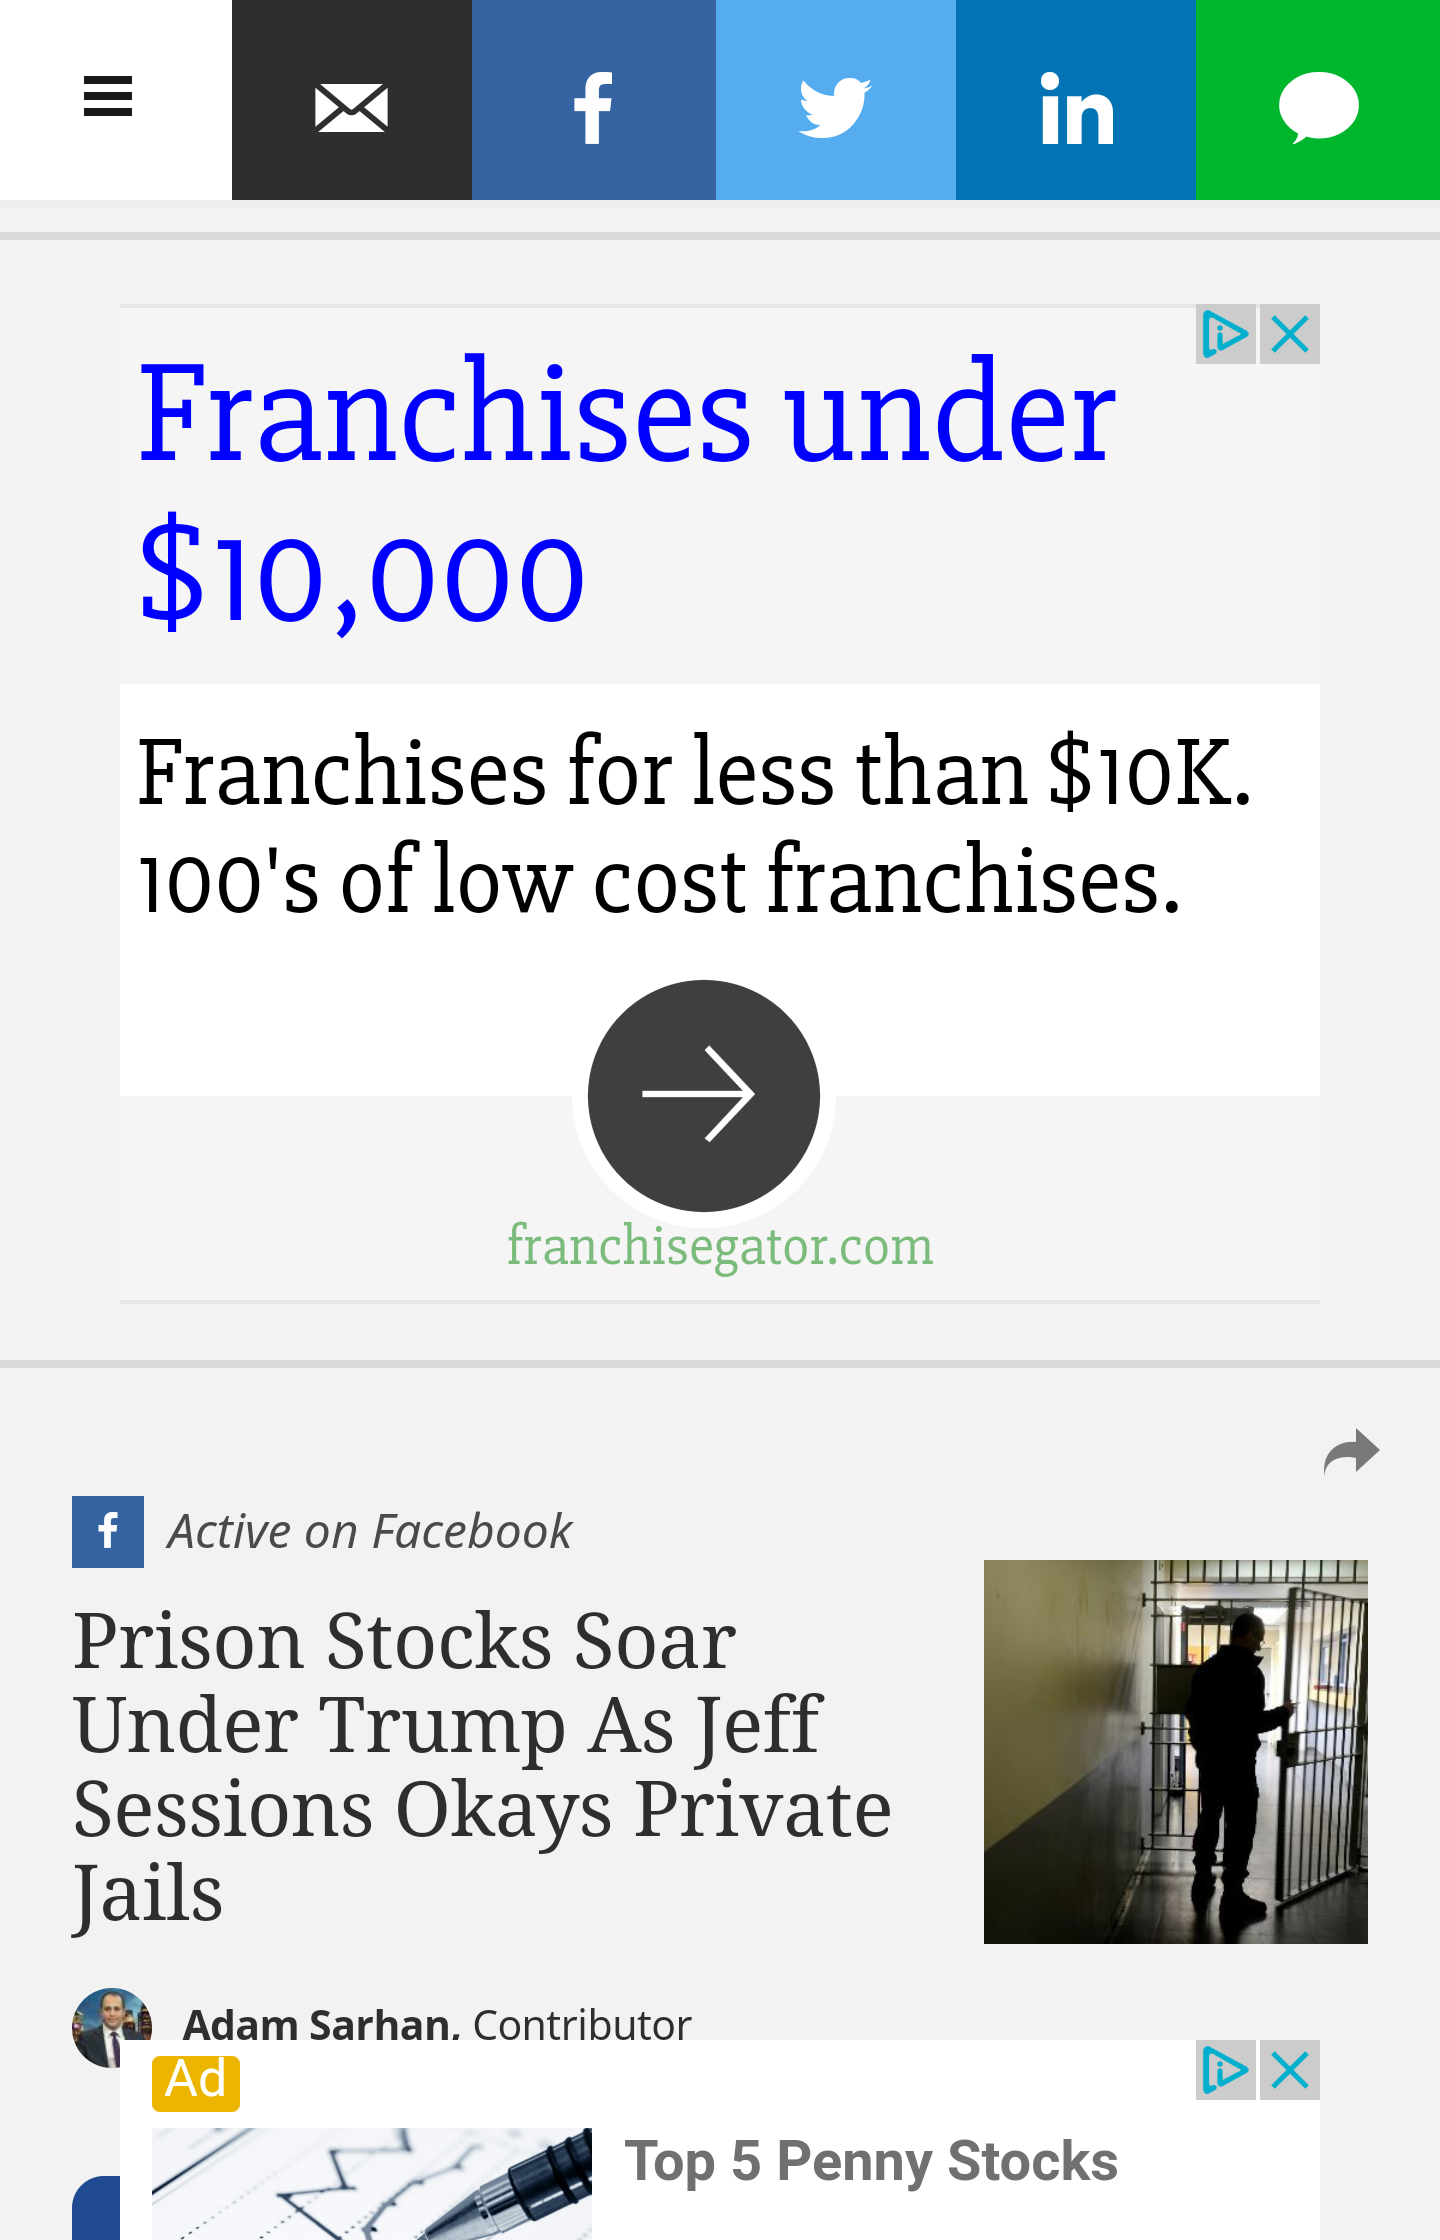 Franchises under
$10,000
Franchises for less than $10K.
100's of low cost franchises.
franchisegator.com
Active on Facebook
Prison Stocks Soar
Under Trump As Jeff
Sessions Okays Private
Jails
Adam Sarhan, Contributor
Ad
Top 5 Penny Stocks